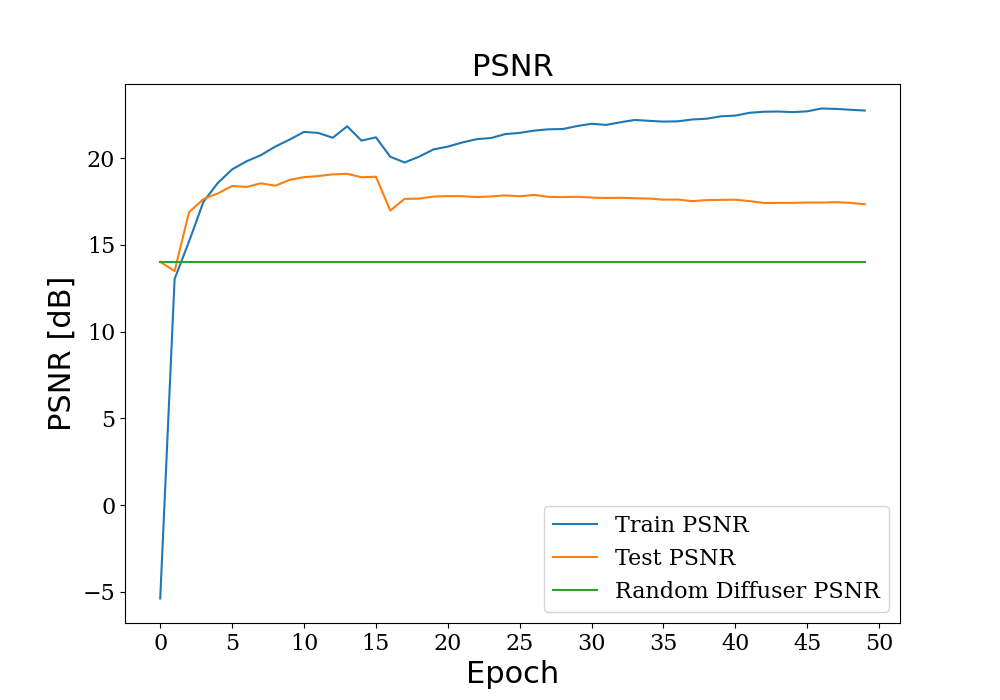 PSNR
20
15
10
5
0
−5
PSNR [dB]
Train PSNR
Test PSNR
Random Diffuser PSNR
0 5 10 15 20 25 30 35 40 45 50
Epoch